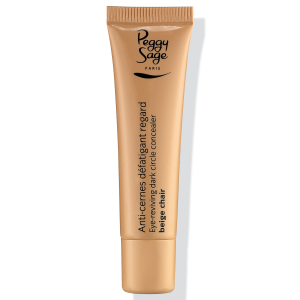 Peggy
Sage
PARIS
Anti-cernes défatigant regard
Eye-reviving dark circle concealer
beige chair